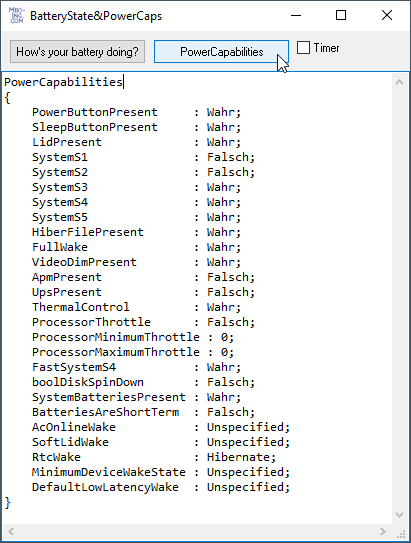 MBO-
ING.
COM
BatteryState&PowerCaps
How's your battery doing?
PowerCapabilities
Timer
PowerCapabilities
{
PowerButtonPresent : Wahr;
SleepButtonPresent : Wahr;
LidPresent : Wahr;
SystemS1 : Falsch;
SystemS2 : Falsch;
SystemS3 : Wahr;
SystemS4 : Wahr;
SystemS5 : Wahr;
HiberFilePresent : Wahr;
FullWake : Wahr;
VideoDimPresent : Wahr;
ApmPresent : Falsch;
UpsPresent : Falsch;
ThermalControl : Wahr;
ProcessorThrottle : Falsch;
ProcessorMinimumThrottle : 0;
ProcessorMaximumThrottle : 0;
FastSystemS4 : Wahr;
boolDiskSpinDown : Falsch;
SystemBatteriesPresent : Wahr;
BatteriesAreShortTerm : Falsch;
AcOnlineWake : Unspecified;
SoftLidWake : Unspecified;
RtcWake : Hibernate;
MinimumDeviceWakeState : Unspecified;
DefaultLowLatencyWake : Unspecified;
}